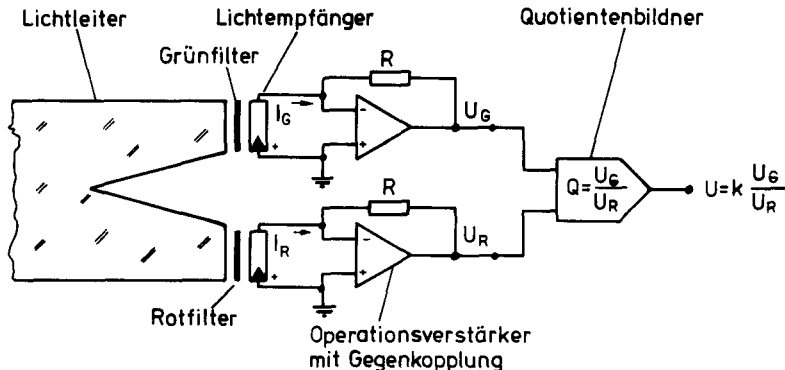 Lichtleiter
Lichtempfänger
Quotientenbildner
Grünfilter
R
I_G
-
+
+
U_G
Q = U_G / U_R
U = k U_G / U_R
R
I_R
-
+
+
U_R
Rotfilter
Operationsverstärker
mit Gegenkopplung